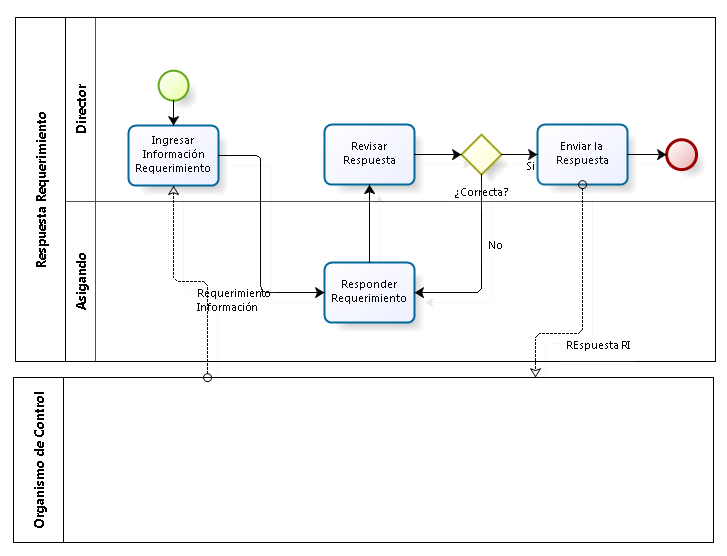 Respuesta Requerimiento
Director
Ingresar
Información
Requerimiento
Revisar
Respuesta
¿Correcta?
Si
Enviar la
Respuesta
No
Asigando
Responder
Requerimiento
Requerimiento
Información
REspuesta RI
Organismo de Control